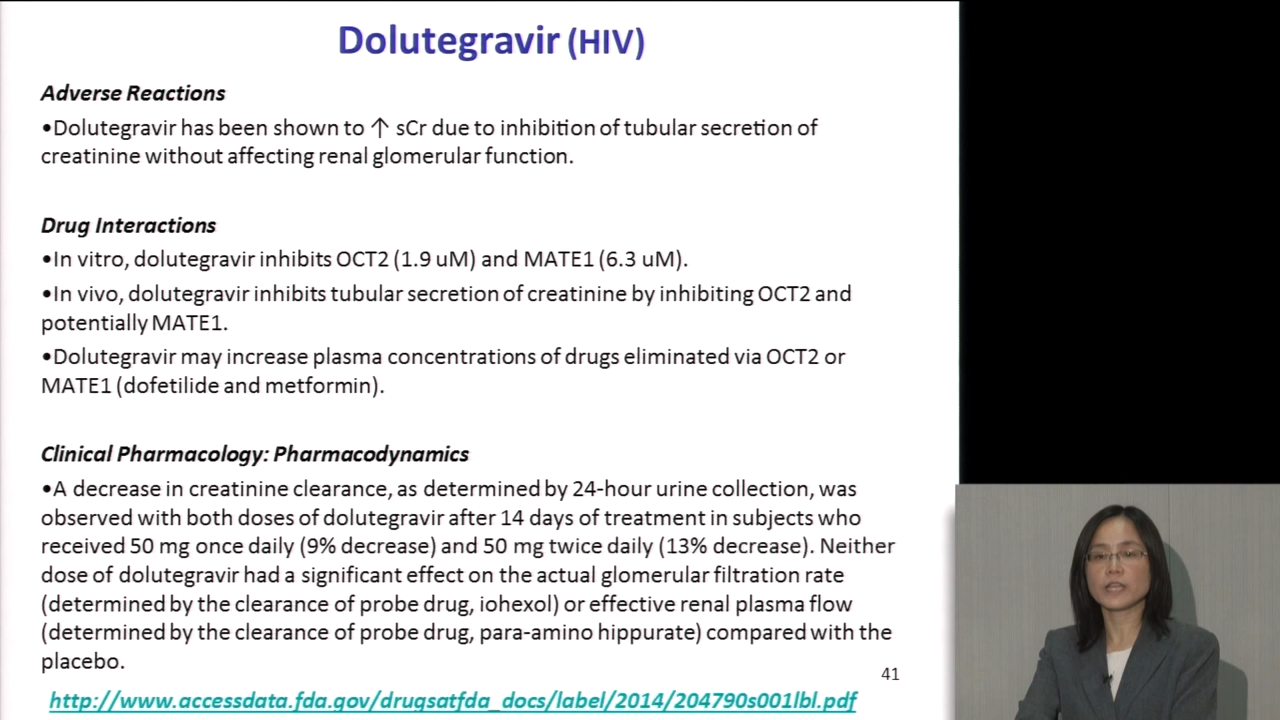 Dolutegravir (HIV)
Adverse Reactions
•Dolutegravir has been shown to ↑ sCr due to inhibition of tubular secretion of
creatinine without affecting renal glomerular function.
Drug Interactions
•In vitro, dolutegravir inhibits OCT2 (1.9 uM) and MATE1 (6.3 uM).
•In vivo, dolutegravir inhibits tubular secretion of creatinine by inhibiting OCT2 and
potentially MATE1.
•Dolutegravir may increase plasma concentrations of drugs eliminated via OCT2 or
MATE1 (dofetilide and metformin).
Clinical Pharmacology: Pharmacodynamics
•A decrease in creatinine clearance, as determined by 24-hour urine collection, was
observed with both doses of dolutegravir after 14 days of treatment in subjects who
received 50 mg once daily (9% decrease) and 50 mg twice daily (13% decrease). Neither
dose of dolutegravir had a significant effect on the actual glomerular filtration rate
(determined by the clearance of probe drug, iohexol) or effective renal plasma flow
(determined by the clearance of probe drug, para-amino hippurate) compared with the
placebo.
41
http://www.accessdata.fda.gov/drugsatfda_docs/label/2014/204790s001lbl.pdf